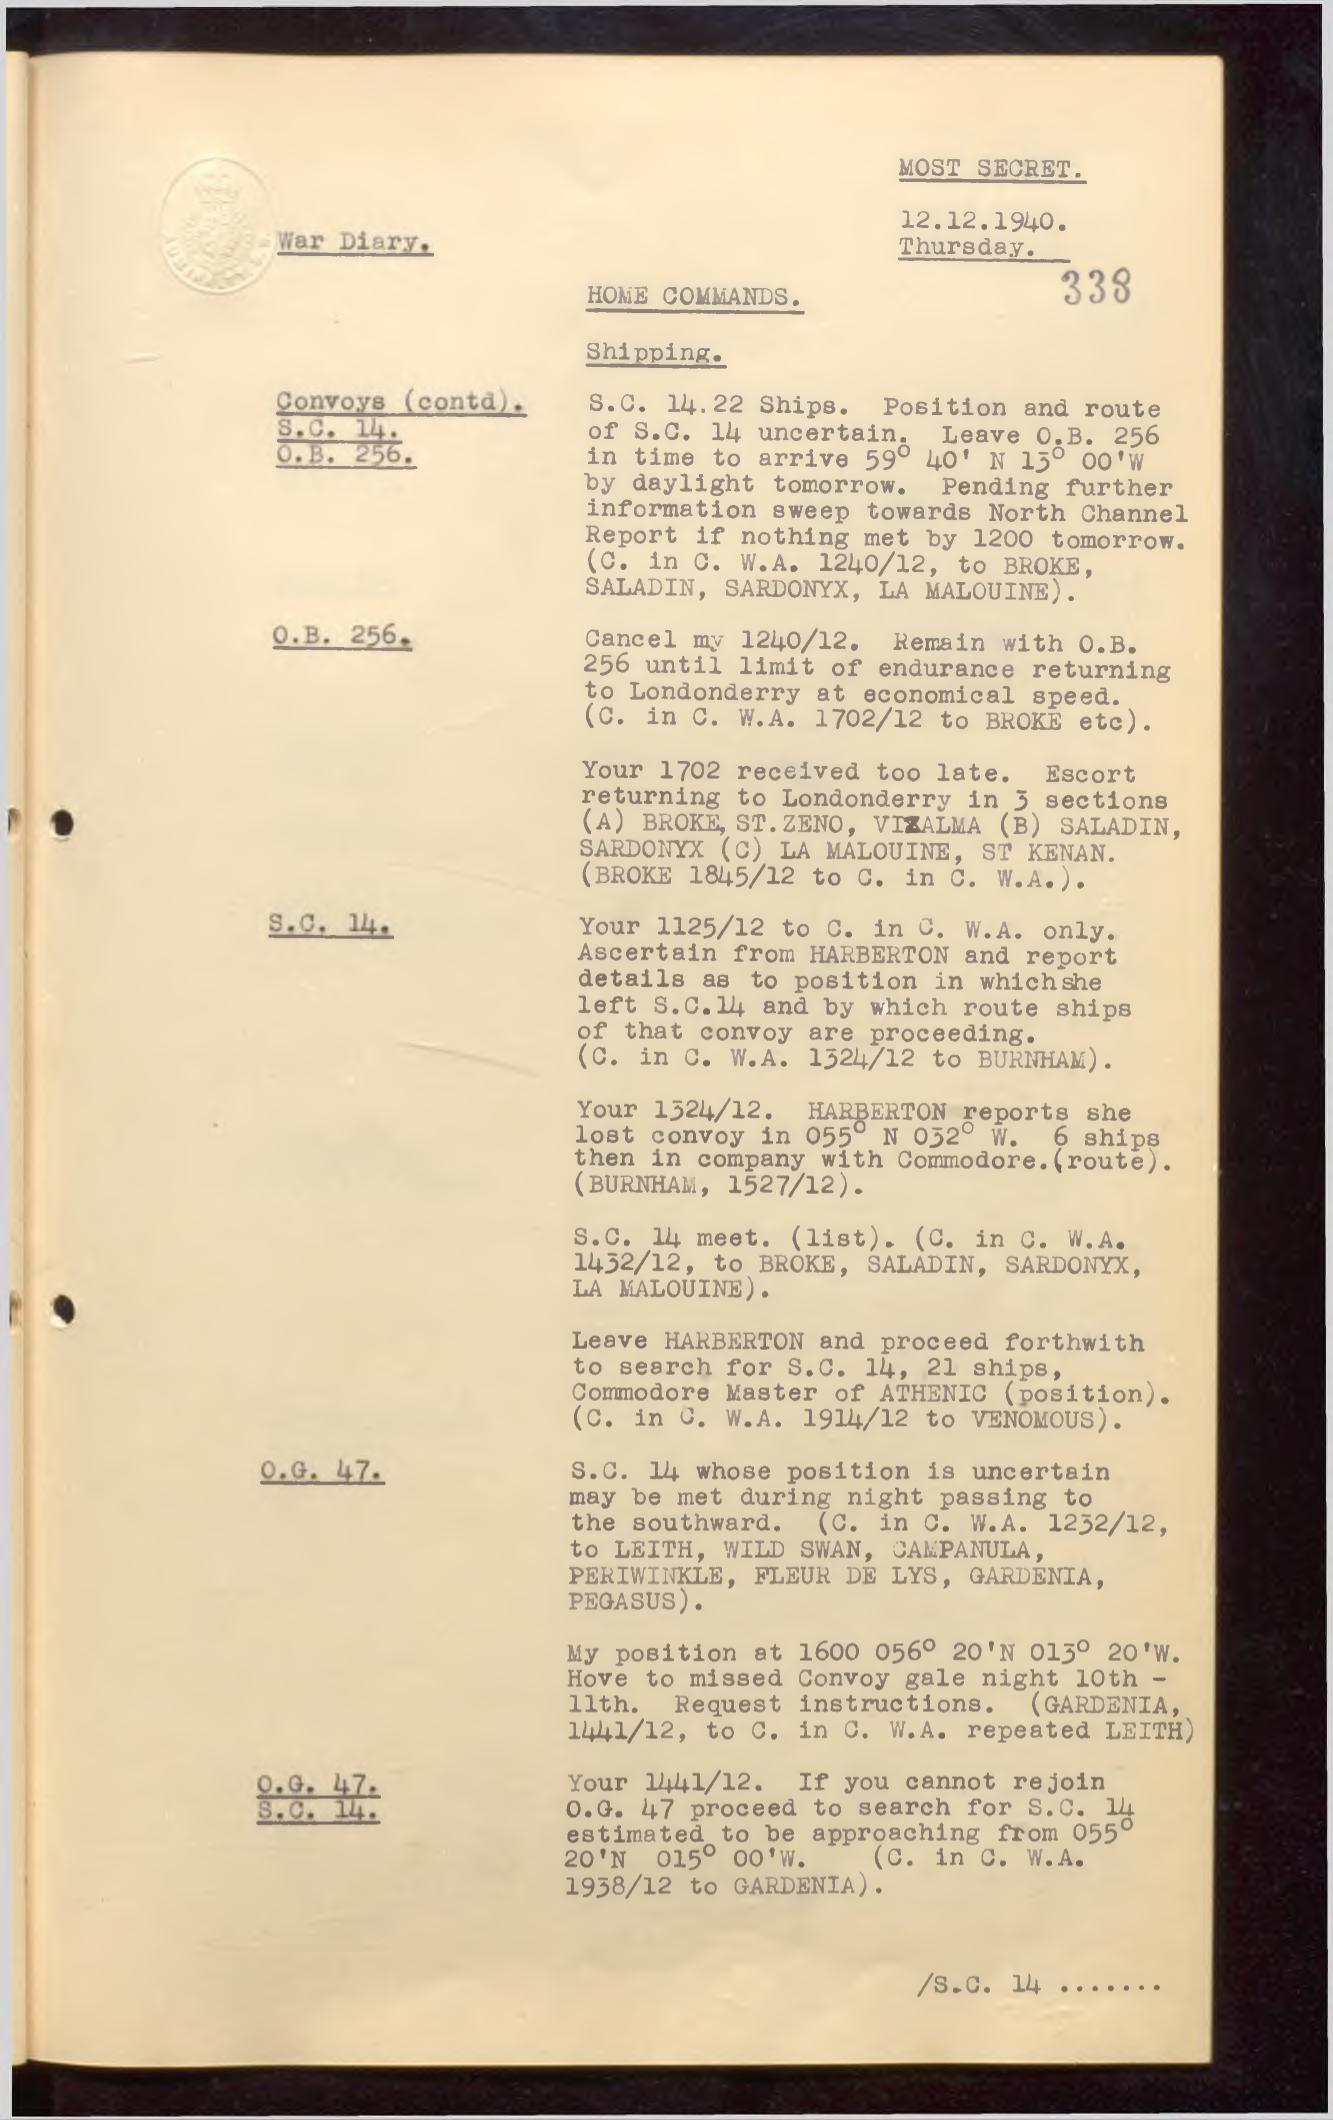 MOST SECRET.
12.12.1940.
War Diary.
Thursday.
338
HOME COMMANDS.
Shipping.
Convoys (contd).
S.C. 14.
O.B. 256.
S.C. 14.22 Ships. Position and route
of S.C. 14 uncertain. Leave O.B. 256
in time to arrive 59° 40' N 13° 00'W
by daylight tomorrow. Pending further
information sweep towards North Channel
Report if nothing met by 1200 tomorrow.
(C. in C. W.A. 1240/12, to BROKE,
SALADIN, SARDONYX, LA MALOUINE).
O.B. 256.
Cancel my 1240/12. Remain with O.B.
256 until limit of endurance returning
to Londonderry at economical speed.
(C. in C. W.A. 1702/12 to BROKE etc).
Your 1702 received too late. Escort
returning to Londonderry in 3 sections
(A) BROKE, ST.ZENO, VIZALMA (B) SALADIN,
SARDONYX (C) LA MALOUINE, ST KENAN.
(BROKE 1845/12 to C. in C. W.A.).
S.C. 14.
Your 1125/12 to C. in C. W.A. only.
Ascertain from HARBERTON and report
details as to position in whichshe
left S.C.14 and by which route ships
of that convoy are proceeding.
(C. in C. W.A. 1324/12 to BURNHAM).
Your 1324/12. HARBERTON reports she
lost convoy in 055° N 032° W. 6 ships
then in company with Commodore.(route).
(BURNHAM, 1527/12).
S.C. 14 meet. (list). (C. in C. W.A.
1432/12, to BROKE, SALADIN, SARDONYX,
LA MALOUINE).
Leave HARBERTON and proceed forthwith
to search for S.C. 14, 21 ships,
Commodore Master of ATHENIC (position).
(C. in C. W.A. 1914/12 to VENOMOUS).
O.G. 47.
S.C. 14 whose position is uncertain
may be met during night passing to
the southward. (C. in C. W.A. 1232/12,
to LEITH, WILD SWAN, CAMPANULA,
PERIWINKLE, FLEUR DE LYS, GARDENIA,
PEGASUS).
My position at 1600 056° 20'N 013° 20'W.
Hove to missed Convoy gale night 10th -
11th. Request instructions. (GARDENIA,
1441/12, to C. in C. W.A. repeated LEITH)
O.G. 47.
S.C. 14.
Your 1441/12. If you cannot rejoin
O.G. 47 proceed to search for S.C. 14
estimated to be approaching from 055°
20'N 015° 00'W. (C. in C. W.A.
1938/12 to GARDENIA).
/S.C. 14 .......